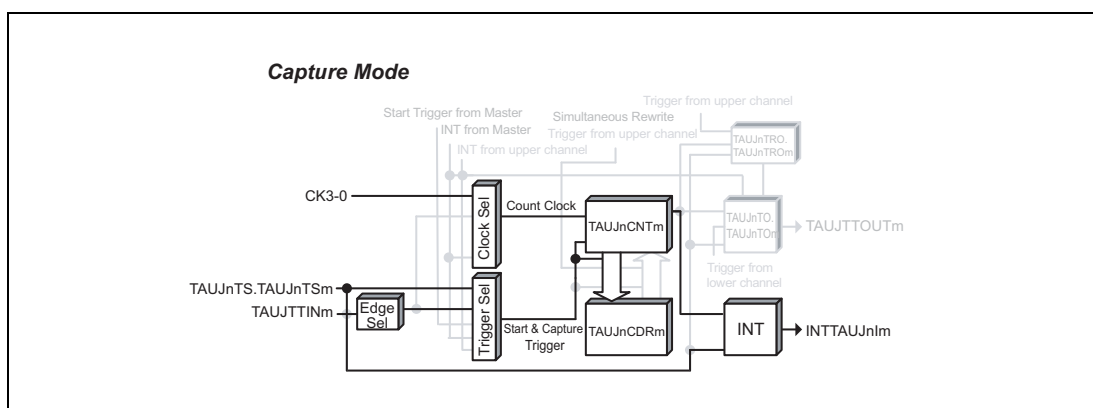 Capture Mode
Trigger from upper channel
Start Trigger from Master
Simultaneous Rewrite
INT from Master
Trigger from upper channel
INT from upper channel
TAUJnTRO.
TAUJnTROm
CK3-0
Clock Sel
Count Clock
TAUJnCNTm
TAUJnTO.
TAUJnTOm
TAUJTTOUTm
Trigger from
lower channel
TAUJnTS.TAUJnTSm
TAUJTTINm
Edge
Sel
Trigger Sel
Start & Capture
Trigger
TAUJnCDRm
INT
INTTAUJnIm